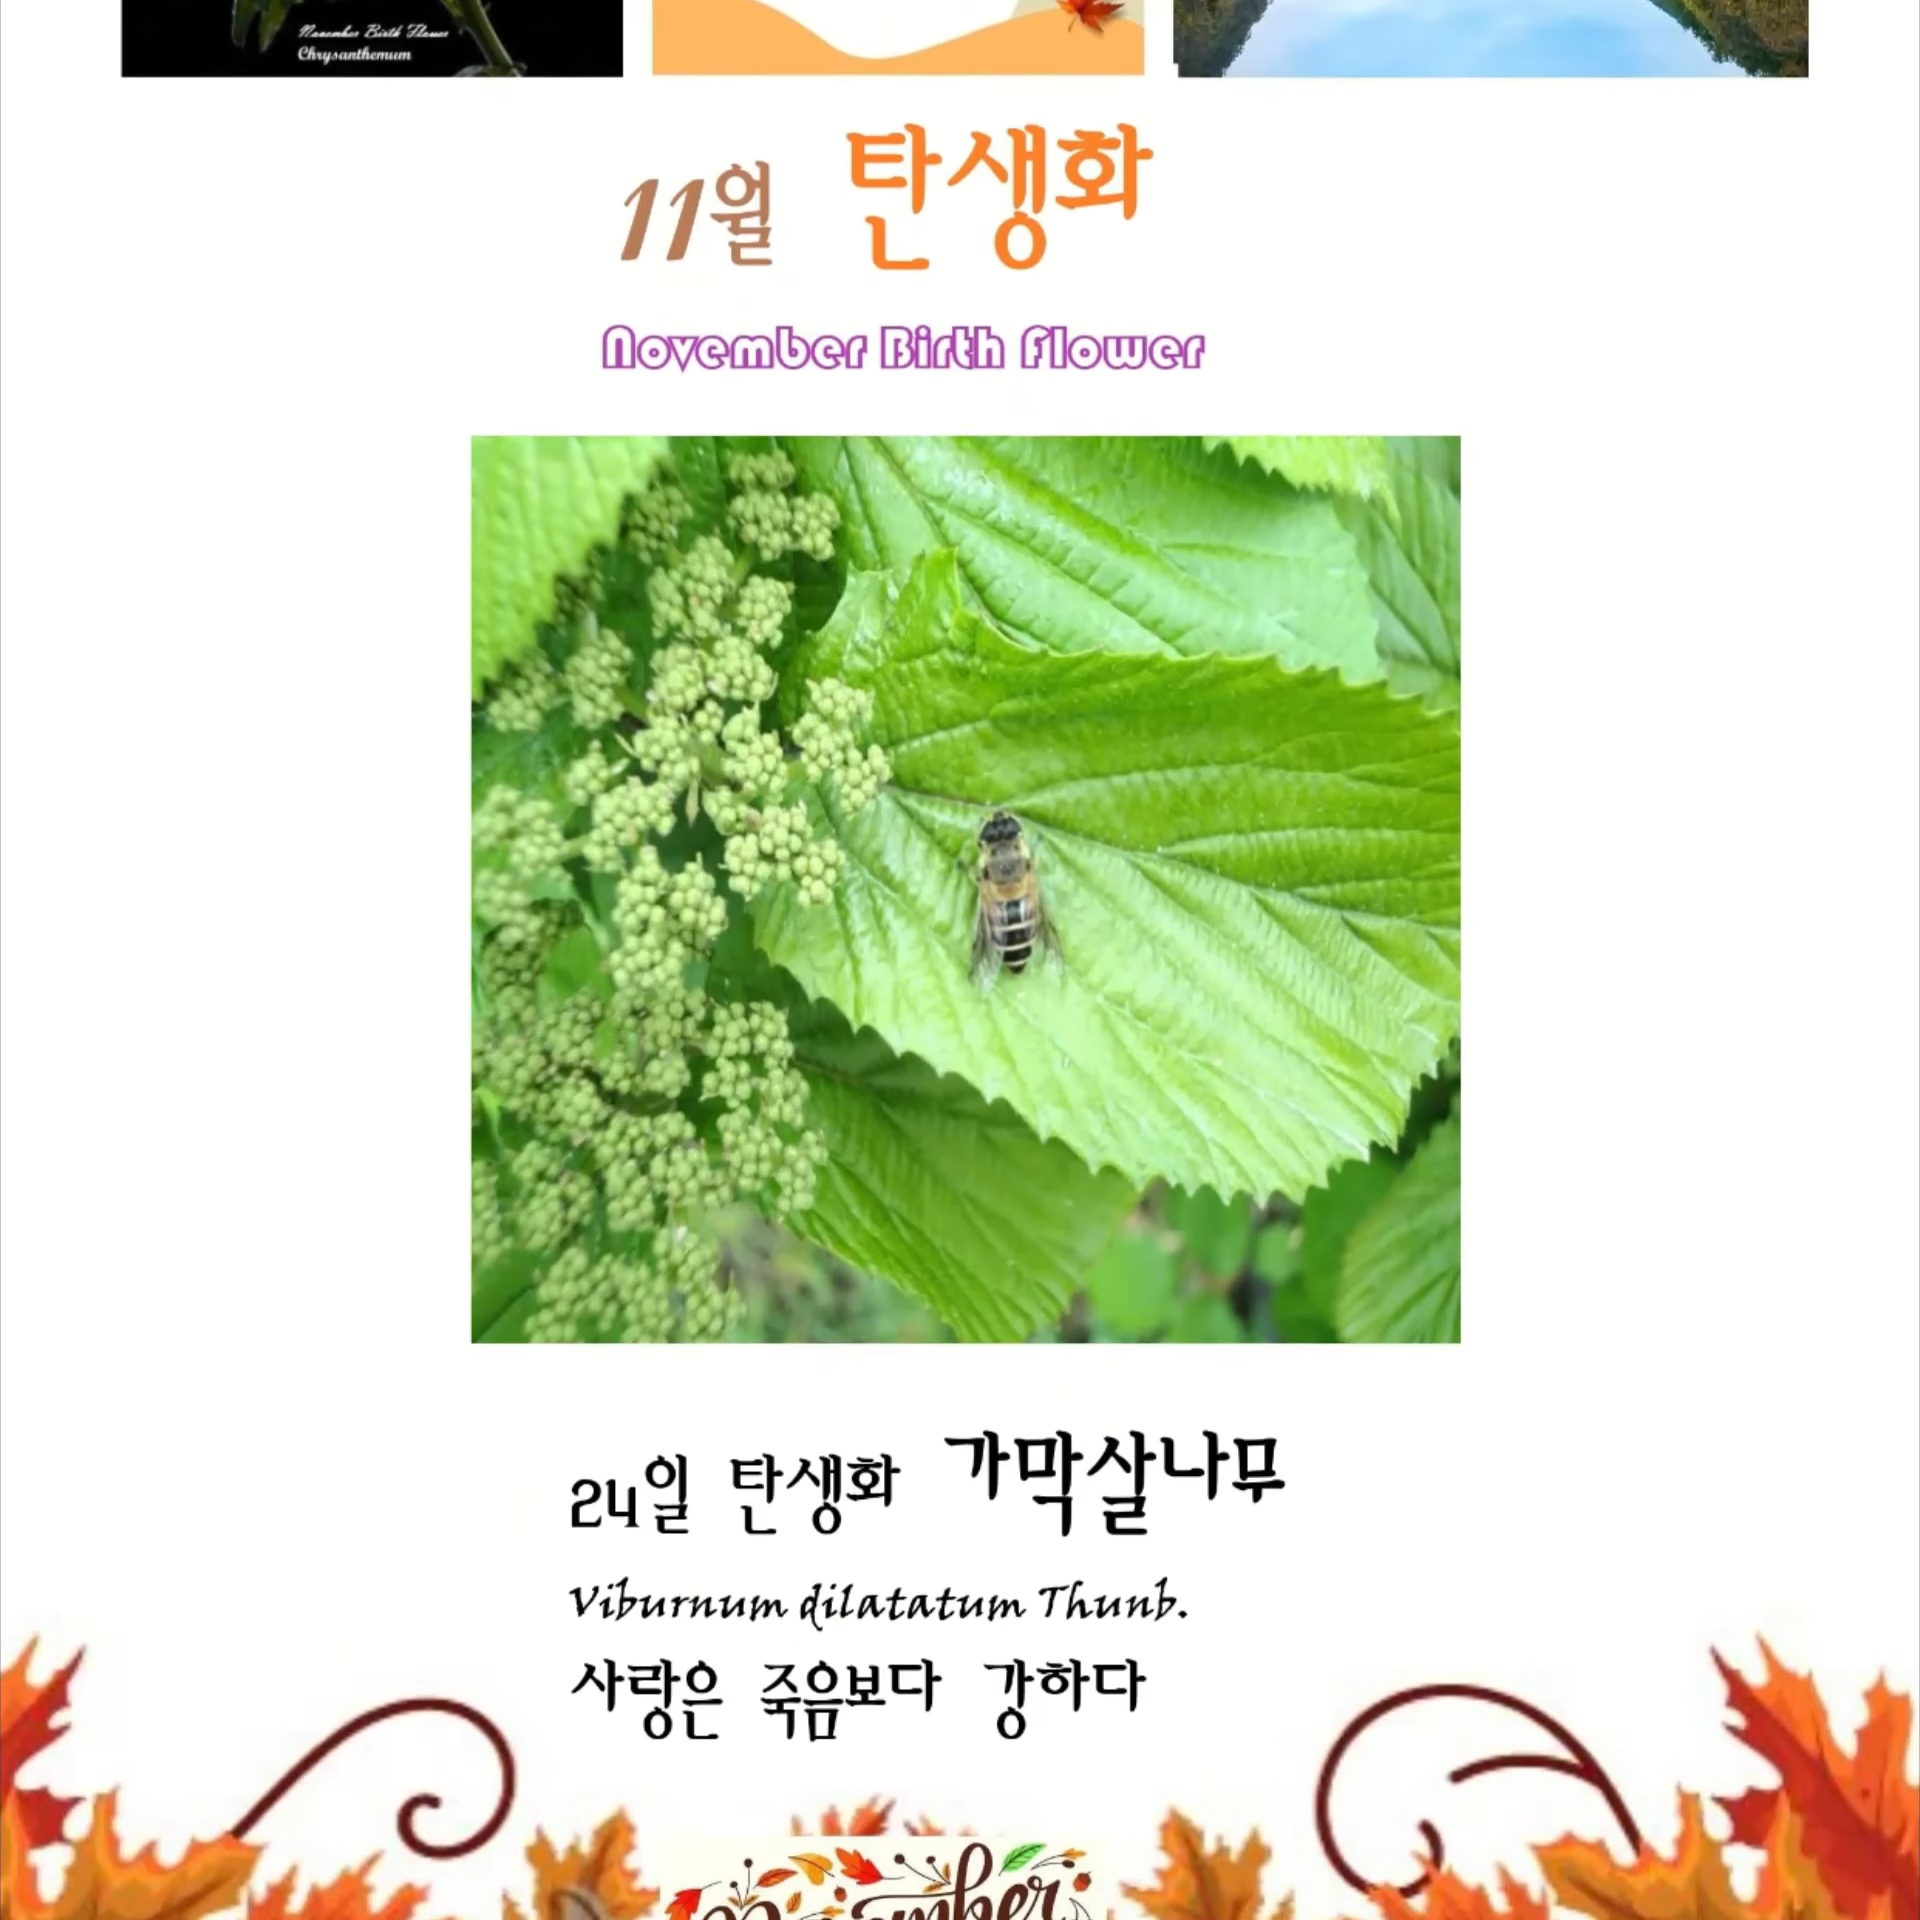 November Birth Flower
Chrysanthemum
11월 탄생화
November Birth Flower
24일 탄생화 가막살나무
Viburnum dilatatum Thunb.
사랑은 죽음보다 강하다